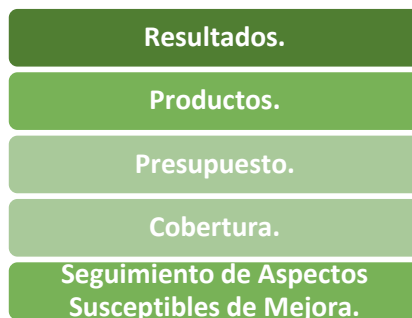 Resultados.
Productos.
Presupuesto.
Cobertura.
Seguimiento de Aspectos
Susceptibles de Mejora.